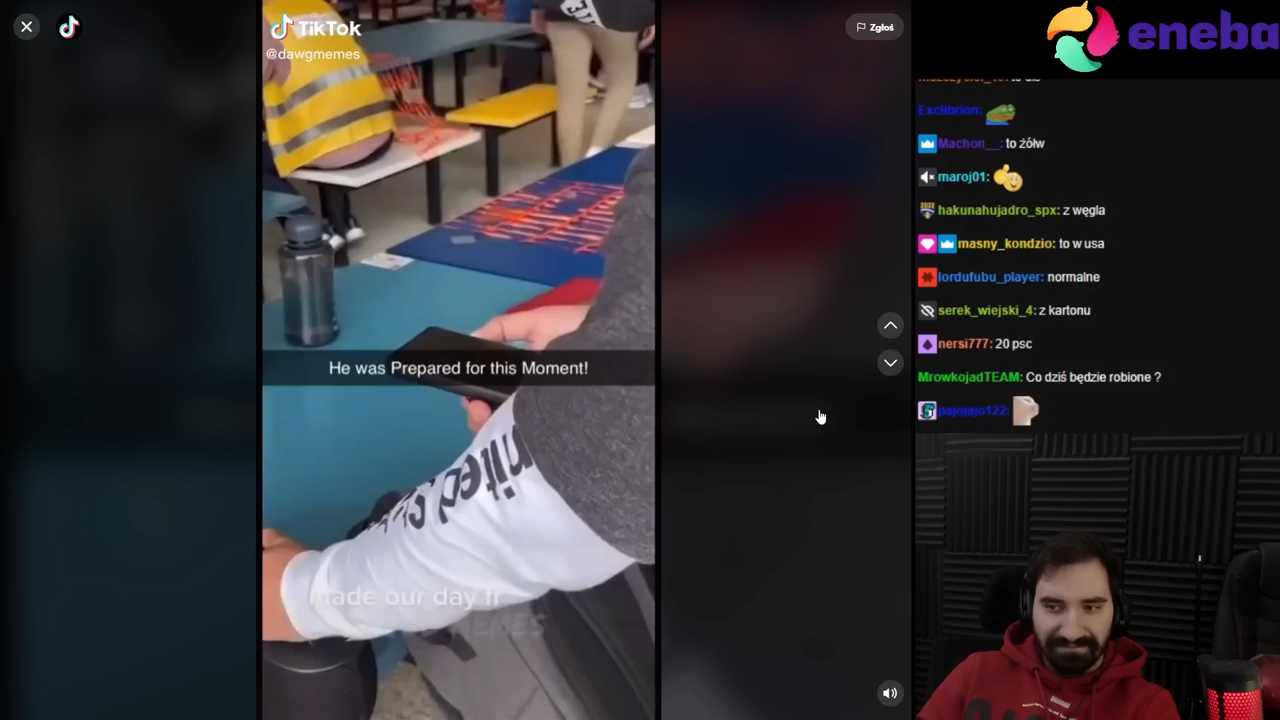 TikTok
@dawgmemes
Zgłoś
eneba
Exclibrion:
Machon__: to żółw
maroj01:
hakunahujadro_spx: z węgla
masny_kondzio: to w usa
lordufubu_player: normalne
serek_wiejski_4: z kartonu
nersi777: 20 psc
MrowkojadTEAM: Co dziś będzie robione ?
pajojajo122:
He was Prepared for this Moment!
made our day fr